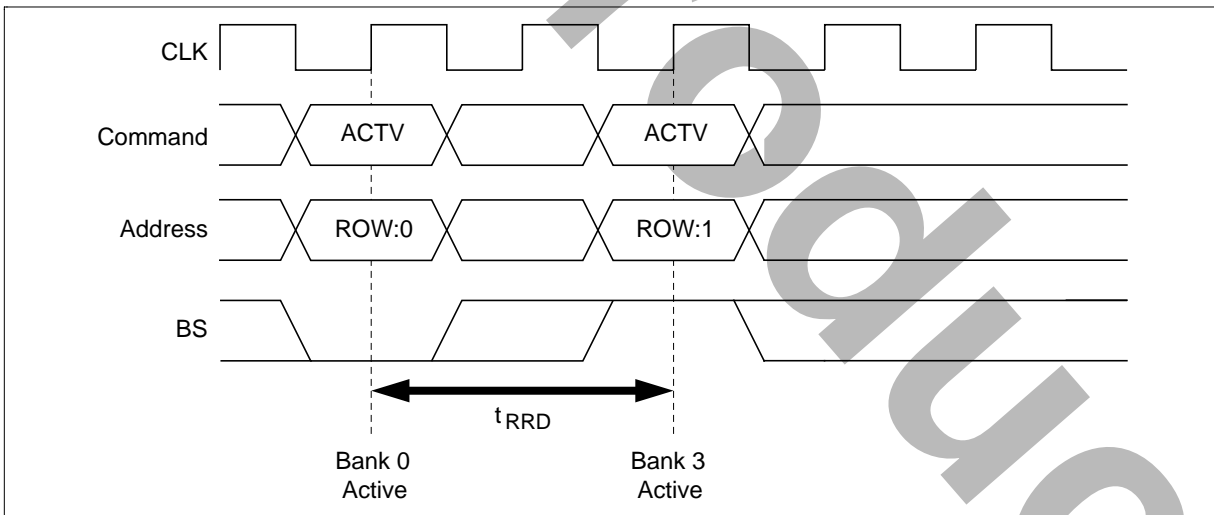 CLK
Command
ACTV
ACTV
Address
ROW:0
ROW:1
BS
tRRD
Bank 0
Active
Bank 3
Active